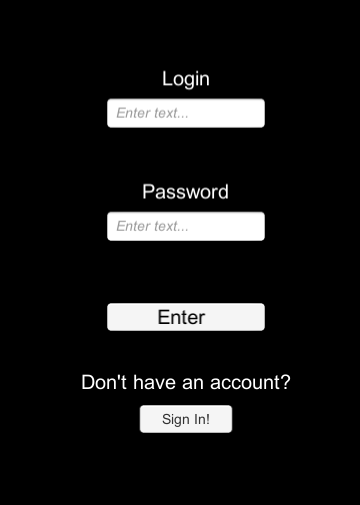 Login
Enter text...
Password
Enter text...
Enter
Don't have an account?
Sign In!